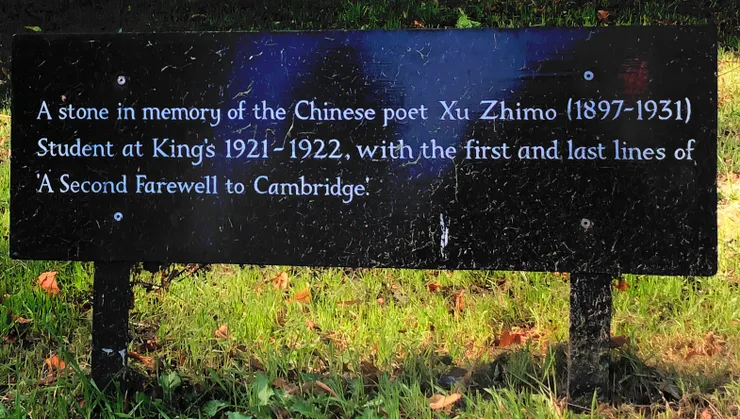 A stone in memory of the Chinese poet Xu Zhimo (1897-1931)
Student at King's 1921-1922, with the first and last lines of
'A Second Farewell to Cambridge'.